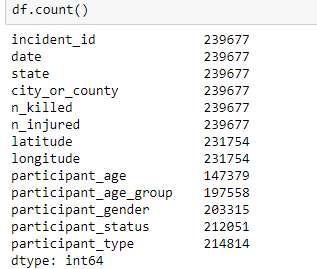 df.count()
incident_id 239677
date 239677
state 239677
city_or_county 239677
n_killed 239677
n_injured 239677
latitude 231754
longitude 231754
participant_age 147379
participant_age_group 197558
participant_gender 203315
participant_status 212051
participant_type 214814
dtype: int64